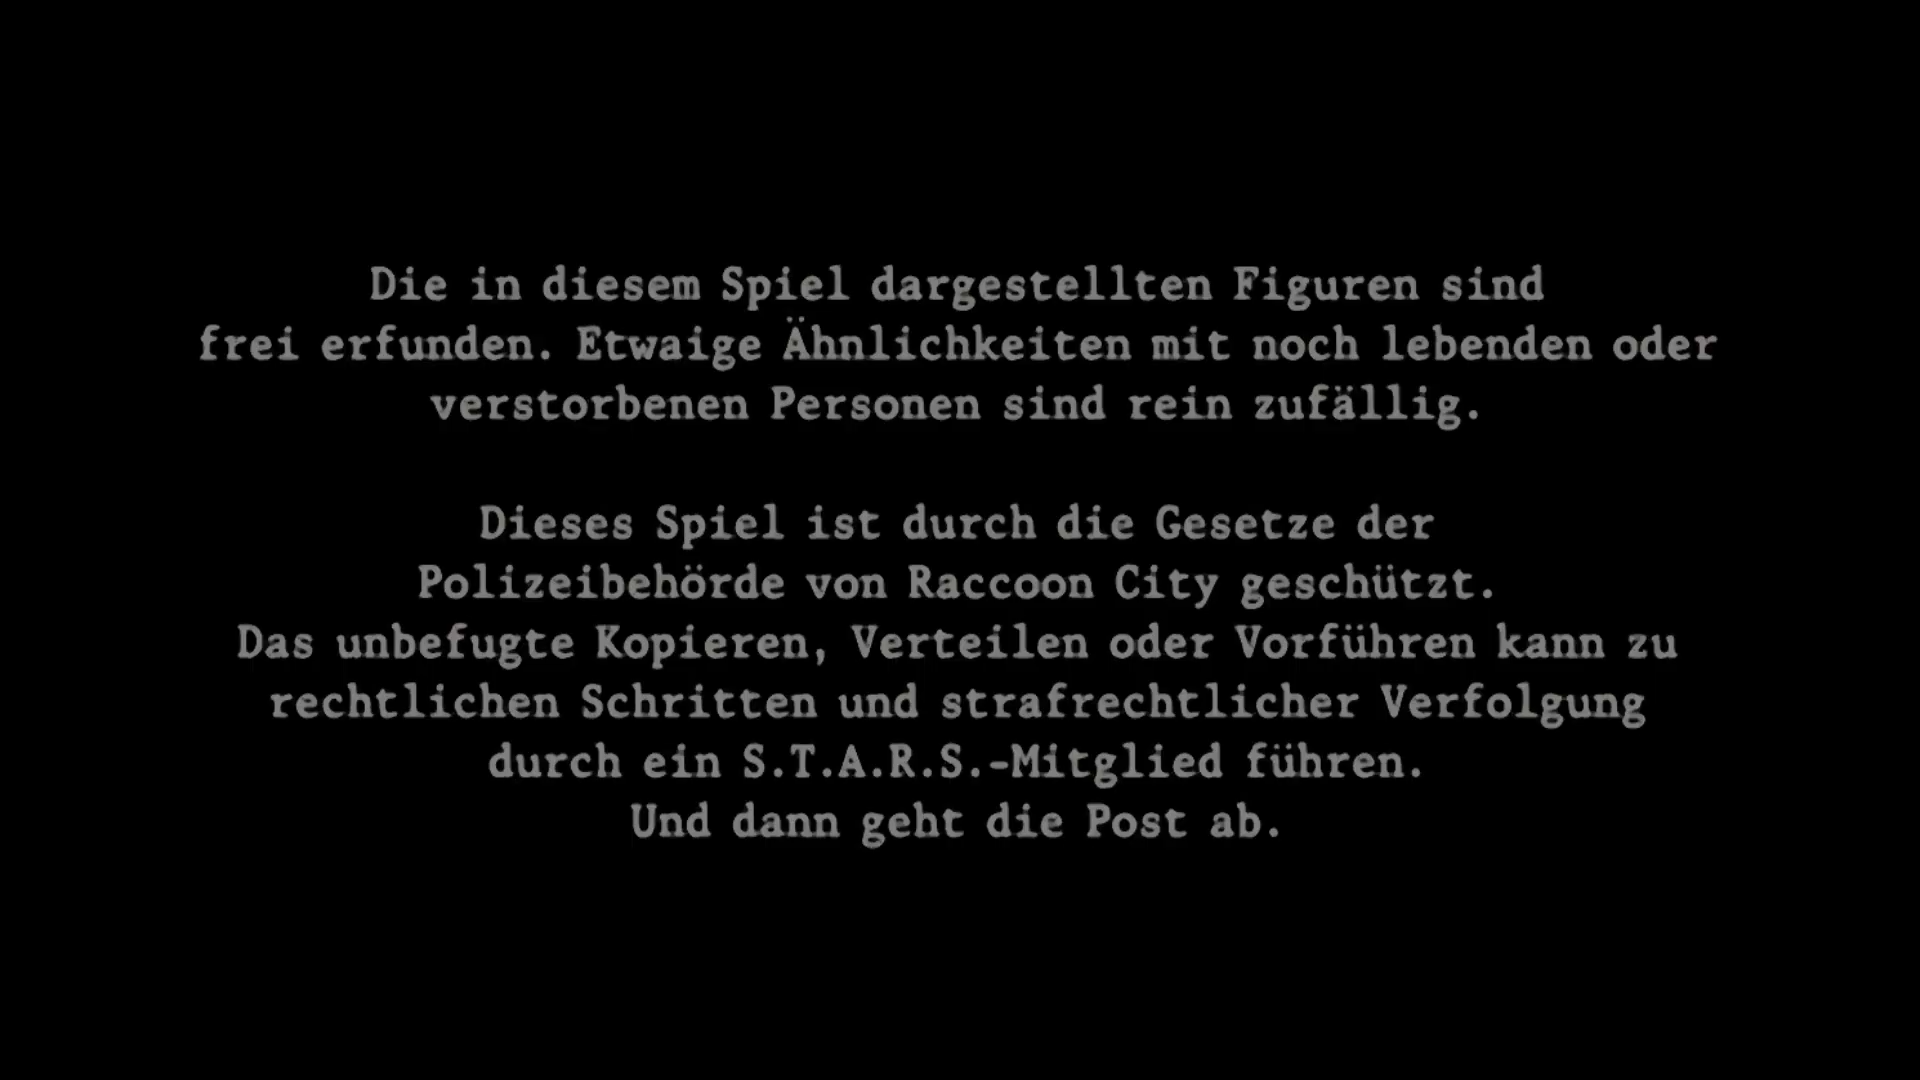 Die in diesem Spiel dargestellten Figuren sind
frei erfunden. Etwaige Ähnlichkeiten mit noch lebenden oder
verstorbenen Personen sind rein zufällig.
Dieses Spiel ist durch die Gesetze der
Polizeibehörde von Raccoon City geschützt.
Das unbefugte Kopieren, Verteilen oder Vorführen kann zu
rechtlichen Schritten und strafrechtlicher Verfolgung
durch ein S.T.A.R.S.-Mitglied führen.
Und dann geht die Post ab.